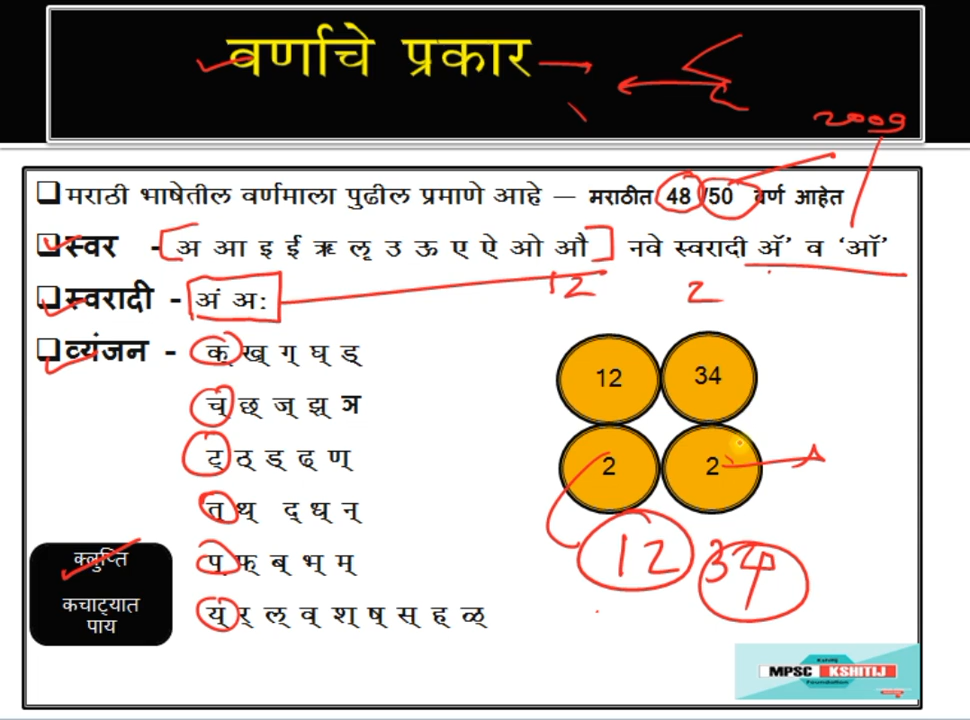 वर्णाचे प्रकार
2009
मराठी भाषेतील वर्णमाला पुढील प्रमाणे आहे – मराठीत 48/50 वर्ण आहेत
स्वर - अ आ इ ई ऋ लृ उ ऊ ए ऐ ओ औ नवे स्वरादी ॲ' व 'ऑ'
स्वरादी - अं अः
12 2
व्यंजन - क् ख् ग् घ् ङ्
च् छ् ज् झ् ञ
ट् ठ् ड् ढ् ण्
त् थ् द् ध् न्
प् फ् ब् भ् म्
य् र् ल् व् श् ष् स् ह् ळ्
12 34
2 2
12 34
क्लुप्ति
कचाट्यात
पाय
MPSC KSHITIJ
Foundation